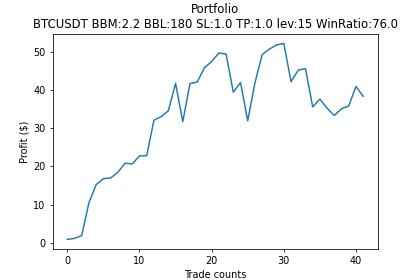 Portfolio
BTCUSDT BBM:2.2 BBL:180 SL:1.0 TP:1.0 lev:15 WinRatio:76.0
50
40
30
20
10
0
Profit ($)
0 10 20 30 40
Trade counts